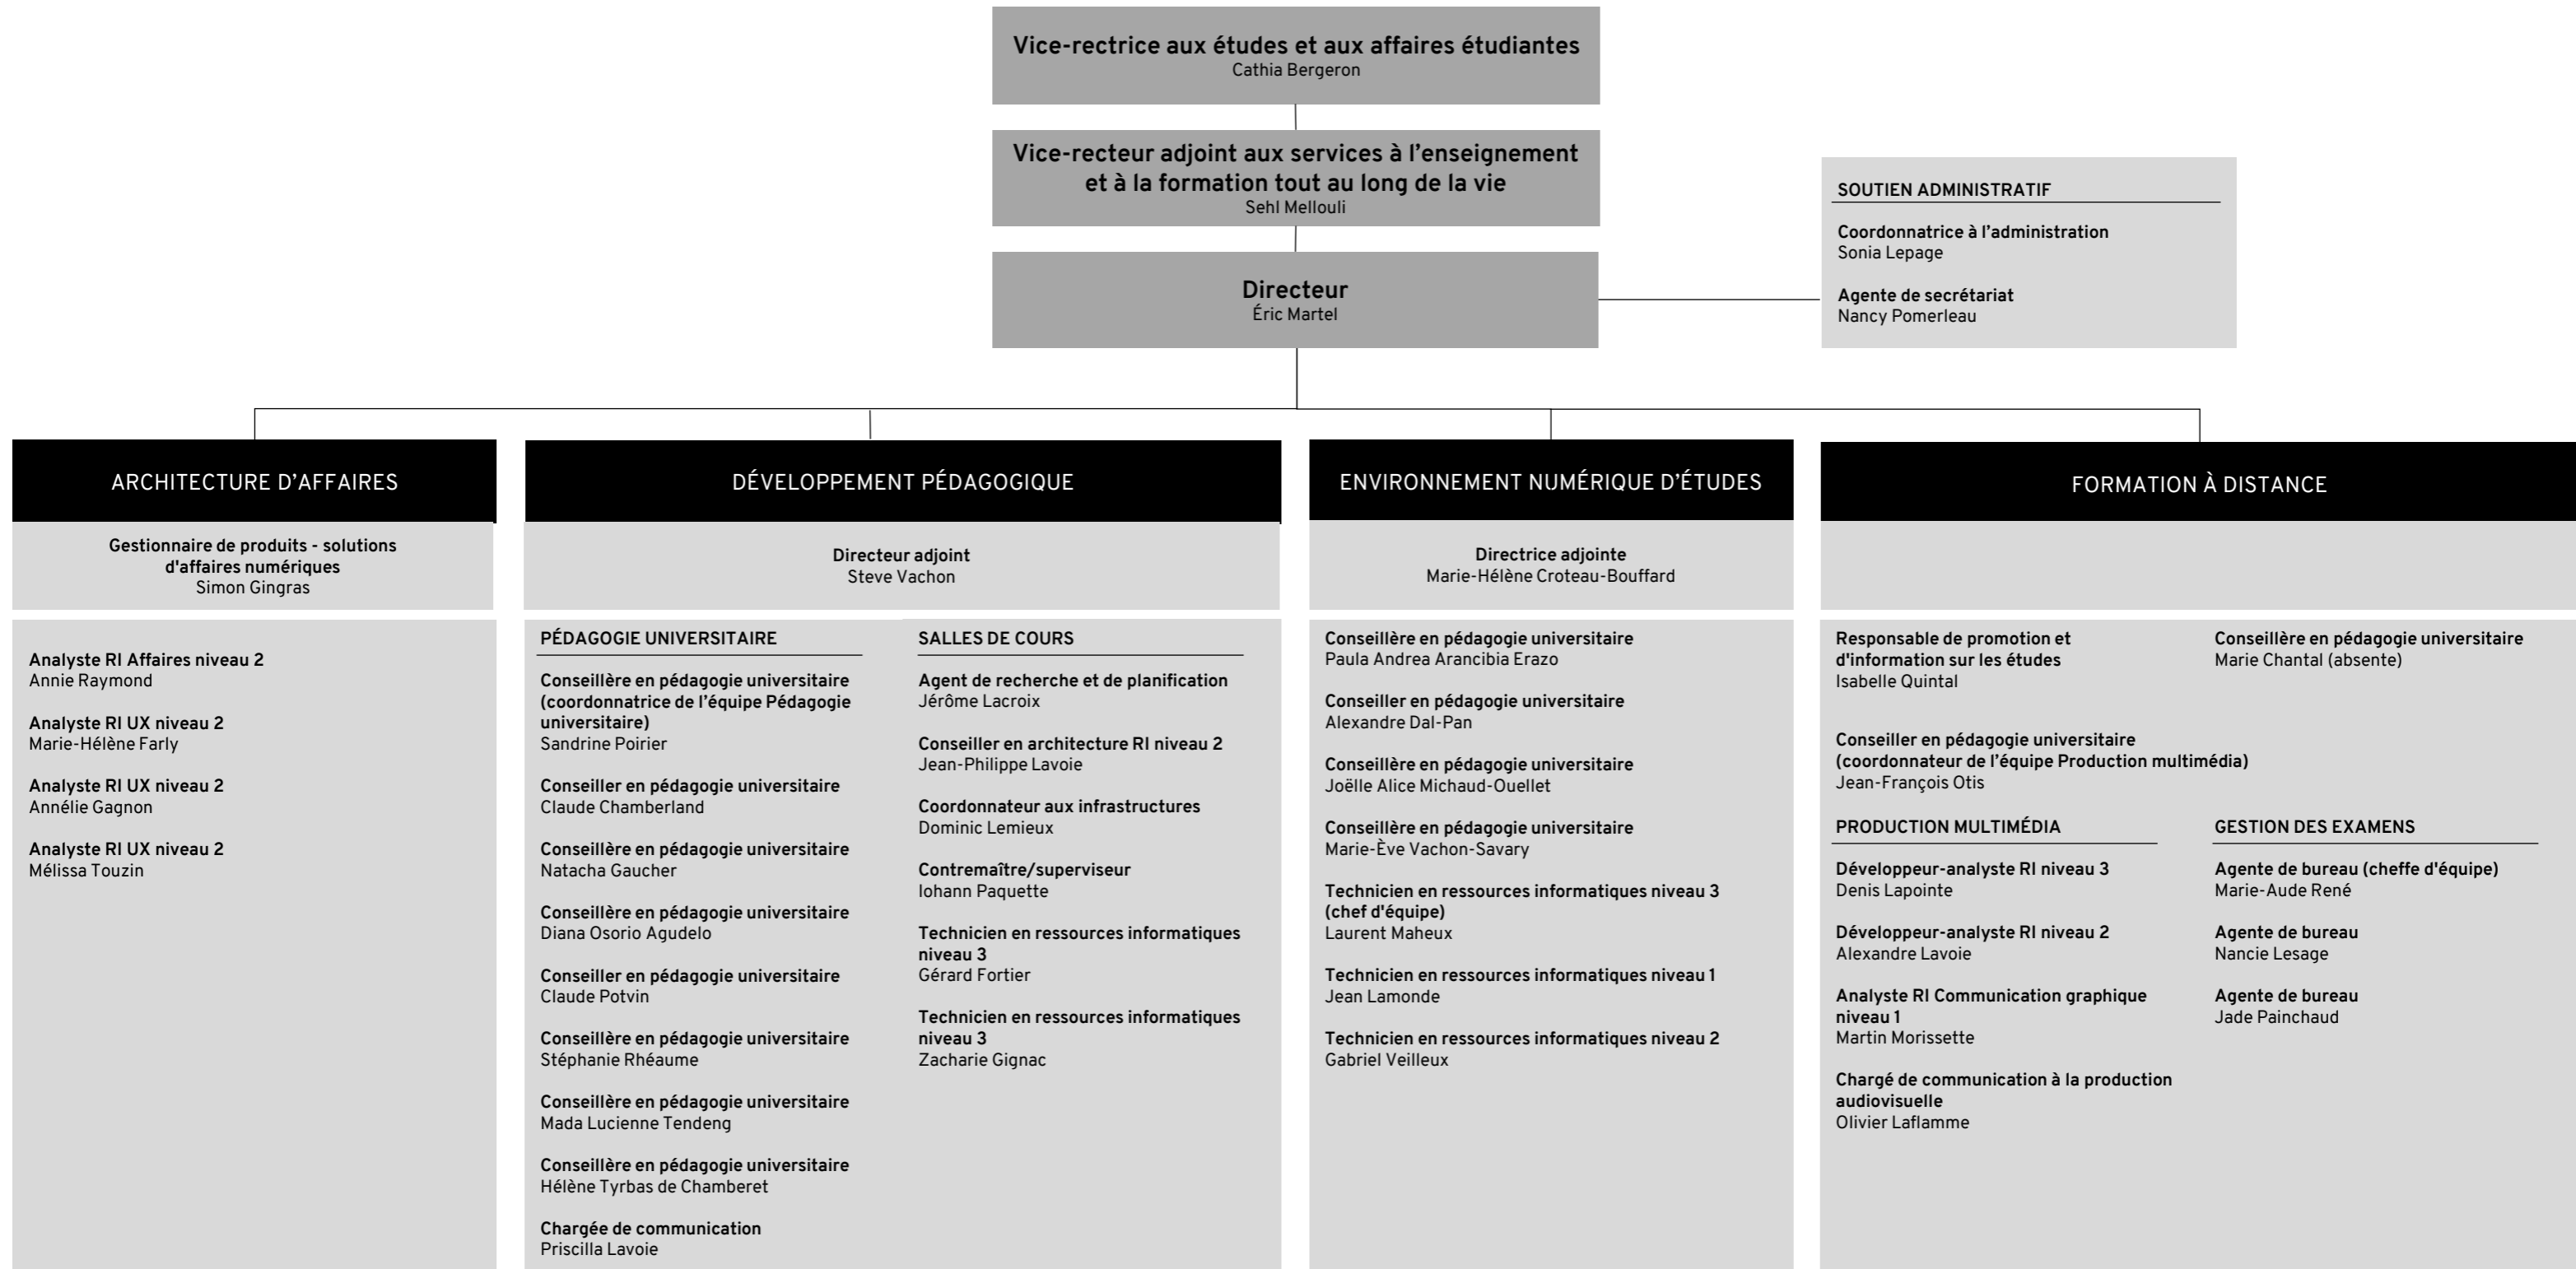 Vice-rectrice aux études et aux affaires étudiantes
Cathia Bergeron
Vice-recteur adjoint aux services à l’enseignement
et à la formation tout au long de la vie
Sehl Mellouli
Directeur
Éric Martel
SOUTIEN ADMINISTRATIF
Coordonnatrice à l’administration
Sonia Lepage
Agente de secrétariat
Nancy Pomerleau
ARCHITECTURE D’AFFAIRES
Gestionnaire de produits - solutions
d'affaires numériques
Simon Gingras
Analyste RI Affaires niveau 2
Annie Raymond
Analyste RI UX niveau 2
Marie-Hélène Farly
Analyste RI UX niveau 2
Annélie Gagnon
Analyste RI UX niveau 2
Mélissa Touzin
DÉVELOPPEMENT PÉDAGOGIQUE
Directeur adjoint
Steve Vachon
PÉDAGOGIE UNIVERSITAIRE
Conseillère en pédagogie universitaire
(coordonnatrice de l’équipe Pédagogie
universitaire)
Sandrine Poirier
Conseiller en pédagogie universitaire
Claude Chamberland
Conseillère en pédagogie universitaire
Natacha Gaucher
Conseillère en pédagogie universitaire
Diana Osorio Agudelo
Conseiller en pédagogie universitaire
Claude Potvin
Conseillère en pédagogie universitaire
Stéphanie Rhéaume
Conseillère en pédagogie universitaire
Mada Lucienne Tendeng
Conseillère en pédagogie universitaire
Hélène Tyrbas de Chamberet
Chargée de communication
Priscilla Lavoie
SALLES DE COURS
Agent de recherche et de planification
Jérôme Lacroix
Conseiller en architecture RI niveau 2
Jean-Philippe Lavoie
Coordonnateur aux infrastructures
Dominic Lemieux
Contremaître/superviseur
Iohann Paquette
Technicien en ressources informatiques
niveau 3
Gérard Fortier
Technicien en ressources informatiques
niveau 3
Zacharie Gignac
ENVIRONNEMENT NUMÉRIQUE D’ÉTUDES
Directrice adjointe
Marie-Hélène Croteau-Bouffard
Conseillère en pédagogie universitaire
Paula Andrea Arancibia Erazo
Conseiller en pédagogie universitaire
Alexandre Dal-Pan
Conseillère en pédagogie universitaire
Joëlle Alice Michaud-Ouellet
Conseillère en pédagogie universitaire
Marie-Ève Vachon-Savary
Technicien en ressources informatiques niveau 3
(chef d'équipe)
Laurent Maheux
Technicien en ressources informatiques niveau 1
Jean Lamonde
Technicien en ressources informatiques niveau 2
Gabriel Veilleux
FORMATION À DISTANCE
Responsable de promotion et
d'information sur les études
Isabelle Quintal
Conseillère en pédagogie universitaire
Marie Chantal (absente)
Conseiller en pédagogie universitaire
(coordonnateur de l’équipe Production multimédia)
Jean-François Otis
PRODUCTION MULTIMÉDIA
Développeur-analyste RI niveau 3
Denis Lapointe
Développeur-analyste RI niveau 2
Alexandre Lavoie
Analyste RI Communication graphique
niveau 1
Martin Morissette
Chargé de communication à la production
audiovisuelle
Olivier Laflamme
GESTION DES EXAMENS
Agente de bureau (cheffe d'équipe)
Marie-Aude René
Agente de bureau
Nancie Lesage
Agente de bureau
Jade Painchaud